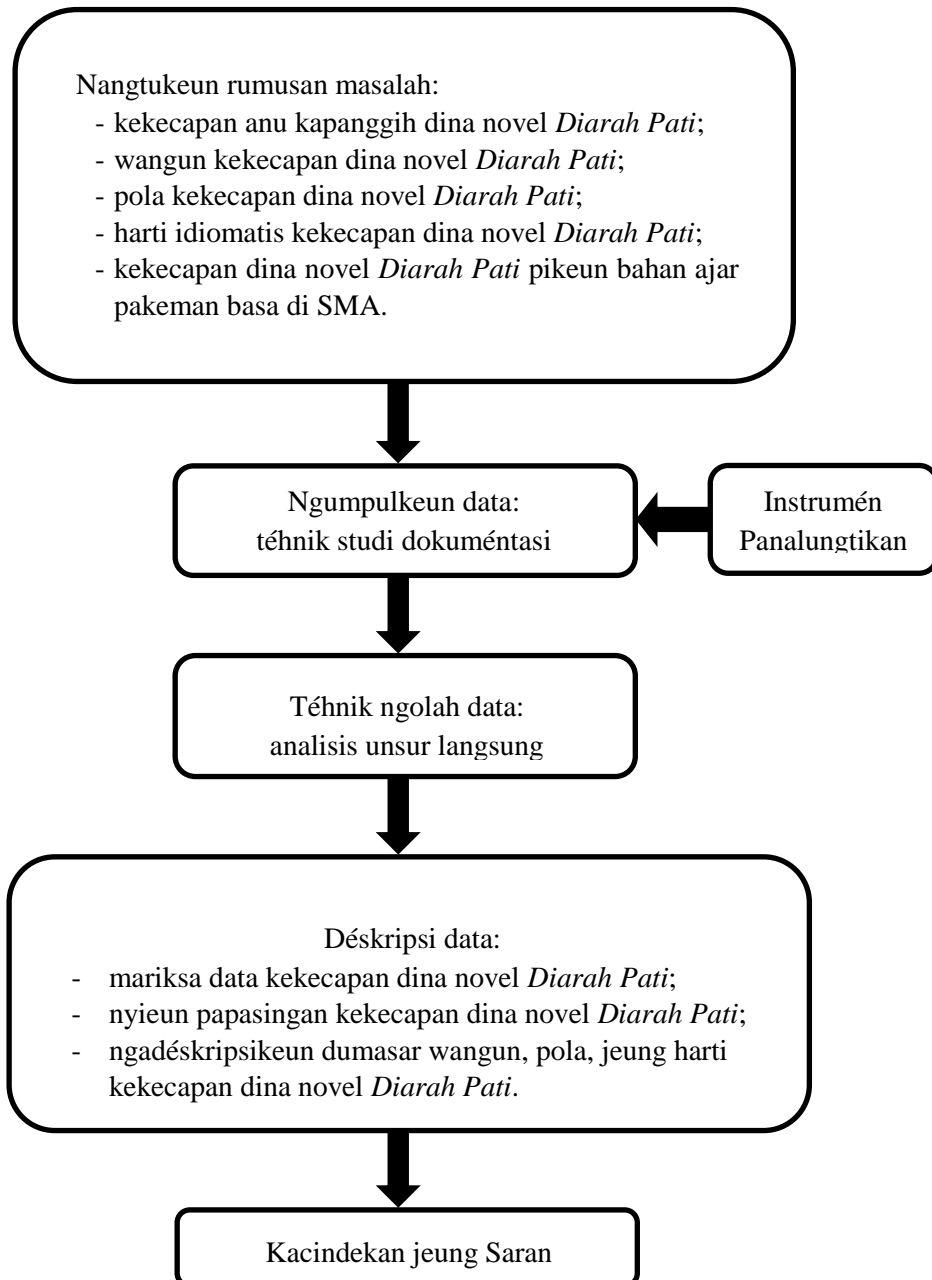 Nangtukeun rumusan masalah:
- kekecapan anu kapanggih dina novel Diarah Pati;
- wangun kekecapan dina novel Diarah Pati;
- pola kekecapan dina novel Diarah Pati;
- harti idiomatis kekecapan dina novel Diarah Pati;
- kekecapan dina novel Diarah Pati pikeun bahan ajar
pakeman basa di SMA.
Ngumpulkeun data:
téhnik studi dokuméntasi
Instrumén
Panalungtikan
Téhnik ngolah data:
analisis unsur langsung
Déskripsi data:
- mariksa data kekecapan dina novel Diarah Pati;
- nyieun papasingan kekecapan dina novel Diarah Pati;
- ngadéskripsikeun dumasar wangun, pola, jeung harti
kekecapan dina novel Diarah Pati.
Kacindekan jeung Saran